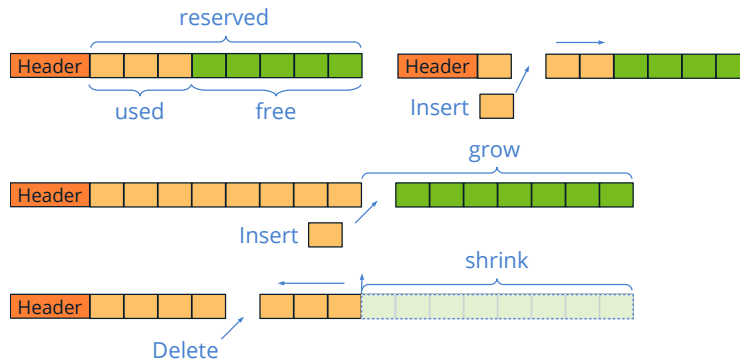 reserved
Header
used
free
Header
Insert
grow
Header
Insert
shrink
Header
Delete